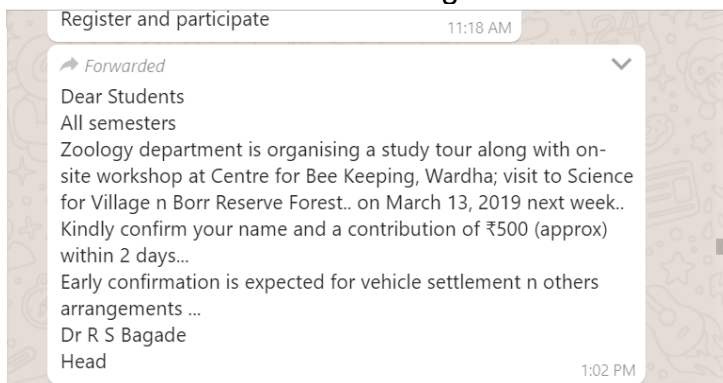 Register and participate
11:18 AM
Forwarded
Dear Students
All semesters
Zoology department is organising a study tour along with on-
site workshop at Centre for Bee Keeping, Wardha; visit to Science
for Village n Borr Reserve Forest.. on March 13, 2019 next week..
Kindly confirm your name and a contribution of ₹500 (approx)
within 2 days...
Early confirmation is expected for vehicle settlement n others
arrangements ...
Dr R S Bagade
Head
1:02 PM